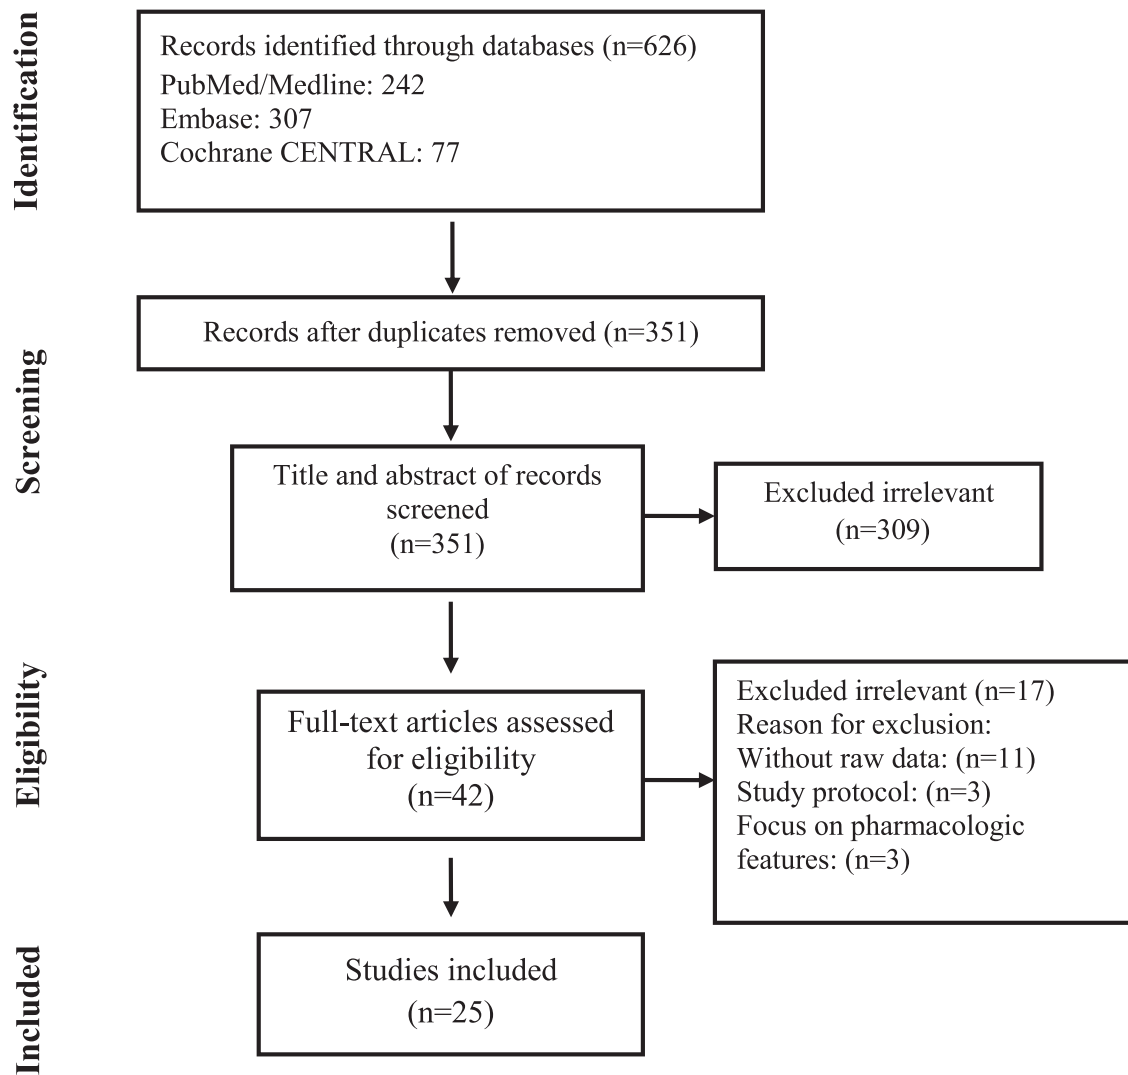 Identification
Records identified through databases (n=626)
PubMed/Medline: 242
Embase: 307
Cochrane CENTRAL: 77
Screening
Records after duplicates removed (n=351)
Title and abstract of records
screened
(n=351)
Excluded irrelevant
(n=309)
Eligibility
Full-text articles assessed
for eligibility
(n=42)
Excluded irrelevant (n=17)
Reason for exclusion:
Without raw data: (n=11)
Study protocol: (n=3)
Focus on pharmacologic
features: (n=3)
Included
Studies included
(n=25)